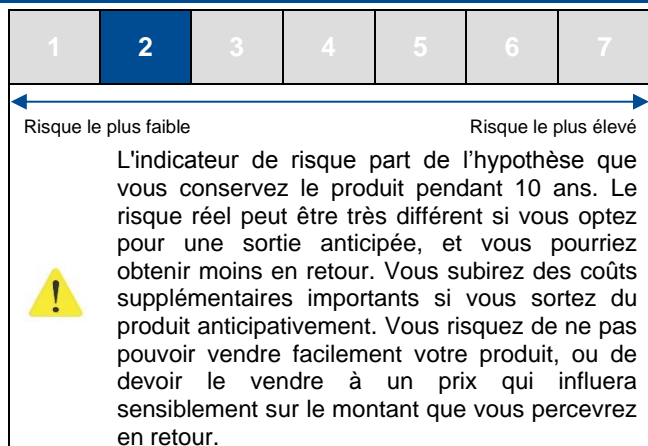 1 2 3 4 5 6 7
Risque le plus faible Risque le plus élevé
L'indicateur de risque part de l’hypothèse que
vous conservez le produit pendant 10 ans. Le
risque réel peut être très différent si vous optez
pour une sortie anticipée, et vous pourriez
obtenir moins en retour. Vous subirez des coûts
supplémentaires importants si vous sortez du
produit anticipativement. Vous risquez de ne pas
pouvoir vendre facilement votre produit, ou de
devoir le vendre à un prix qui influera
sensiblement sur le montant que vous percevrez
en retour.